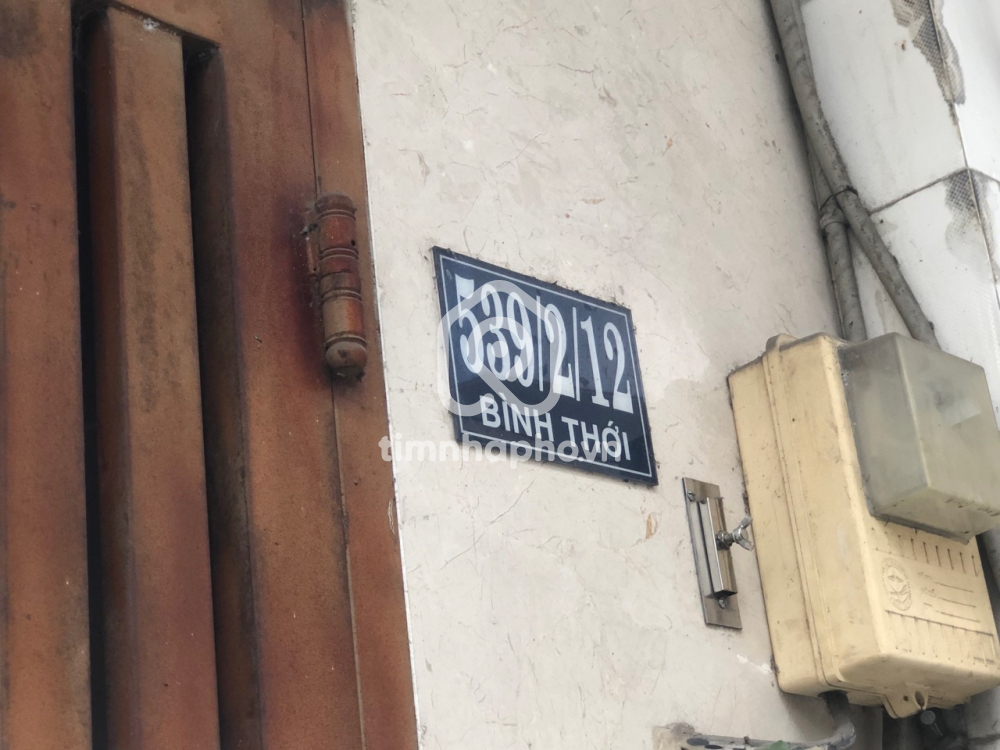 539/2/12
BÌNH THỚI
timnhapho.vn